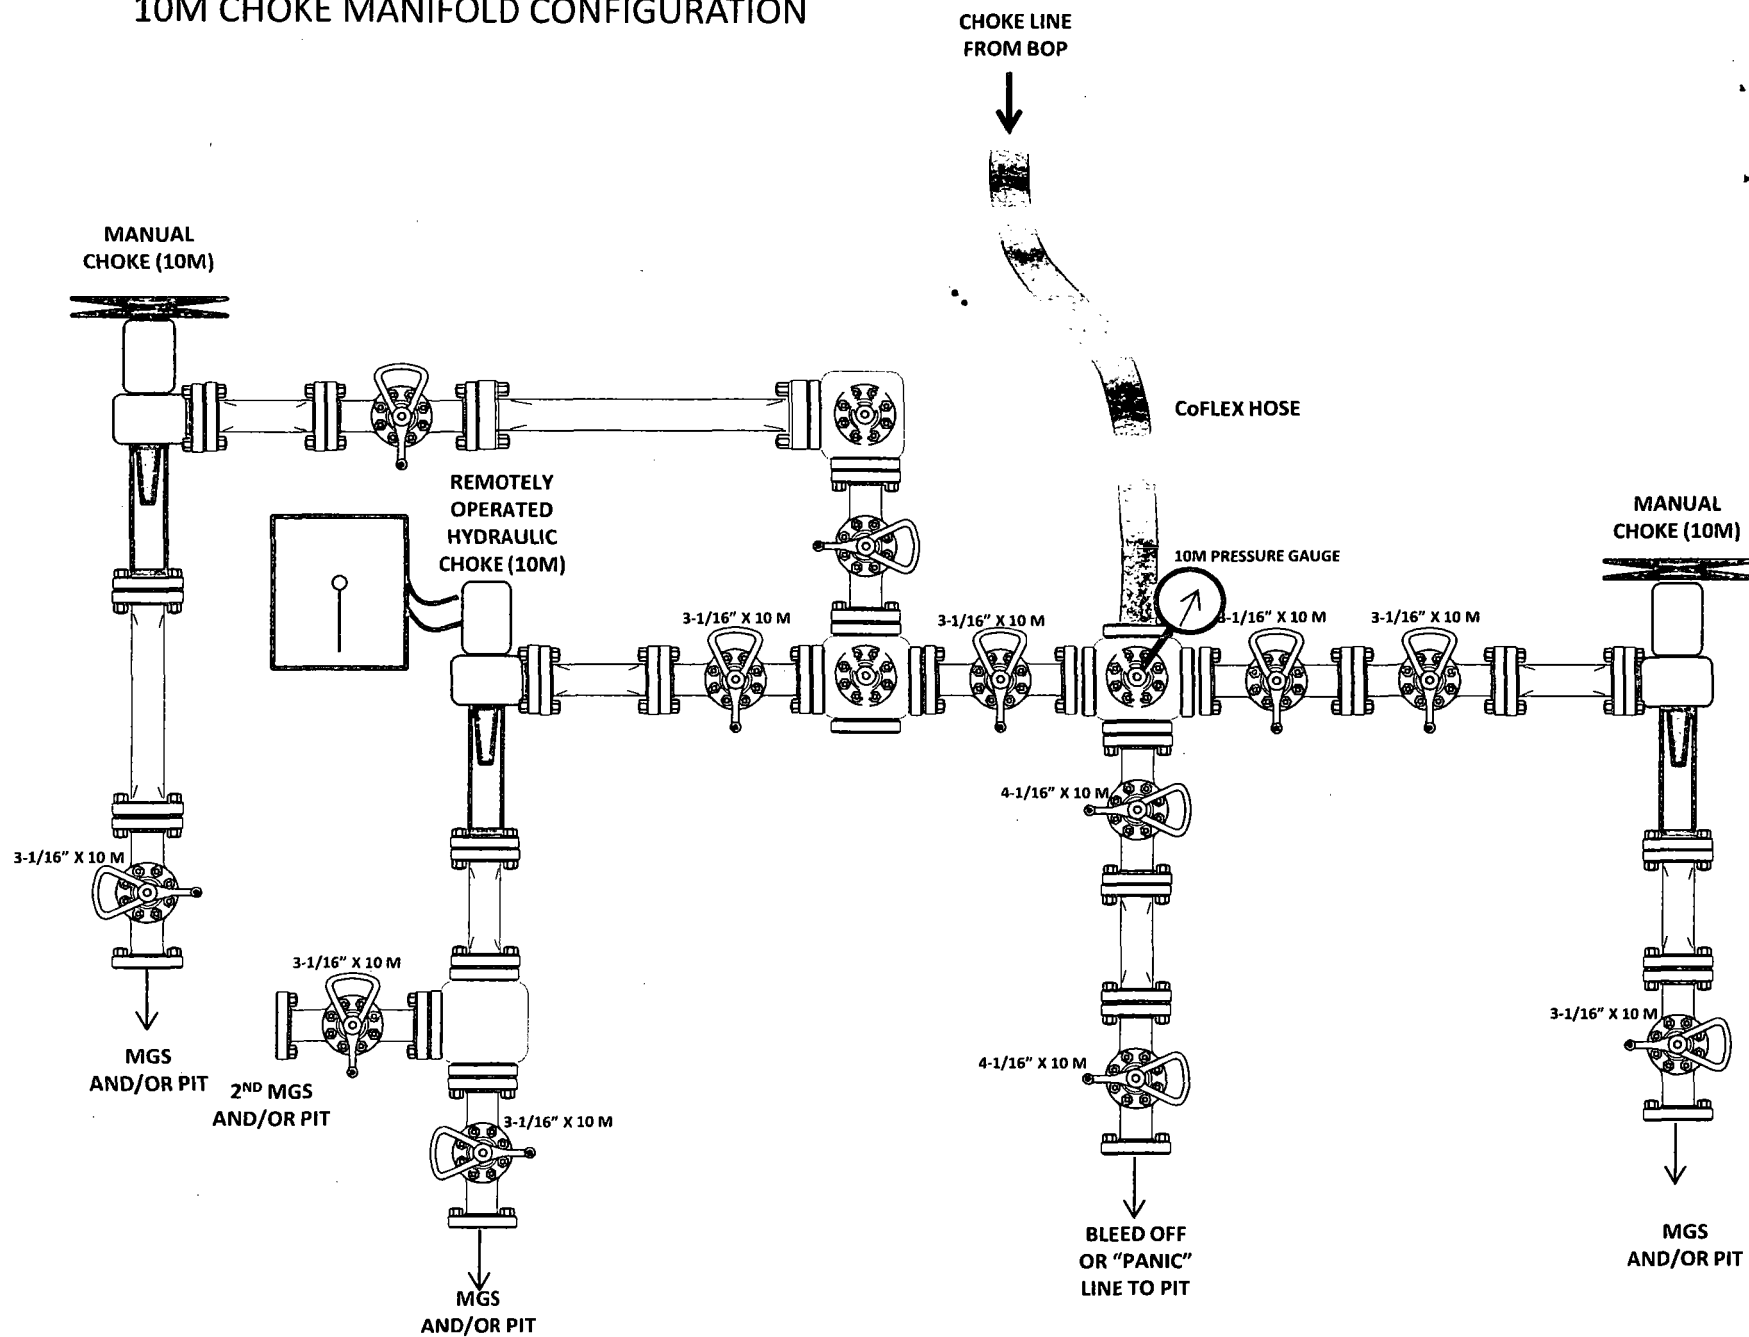 10M CHOKE MANIFOLD CONFIGURATION
CHOKE LINE
FROM BOP
MANUAL
CHOKE (10M)
CoFLEX HOSE
REMOTELY
OPERATED
HYDRAULIC
CHOKE (10M)
MANUAL
CHOKE (10M)
10M PRESSURE GAUGE
3-1/16" X 10 M
3-1/16" X 10 M
3-1/16" X 10 M
3-1/16" X 10 M
4-1/16" X 10 M
3-1/16" X 10 M
3-1/16" X 10 M
3-1/16" X 10 M
4-1/16" X 10 M
MGS
AND/OR PIT
2ND MGS
AND/OR PIT
3-1/16" X 10 M
BLEED OFF
OR “PANIC”
LINE TO PIT
MGS
AND/OR PIT
MGS
AND/OR PIT